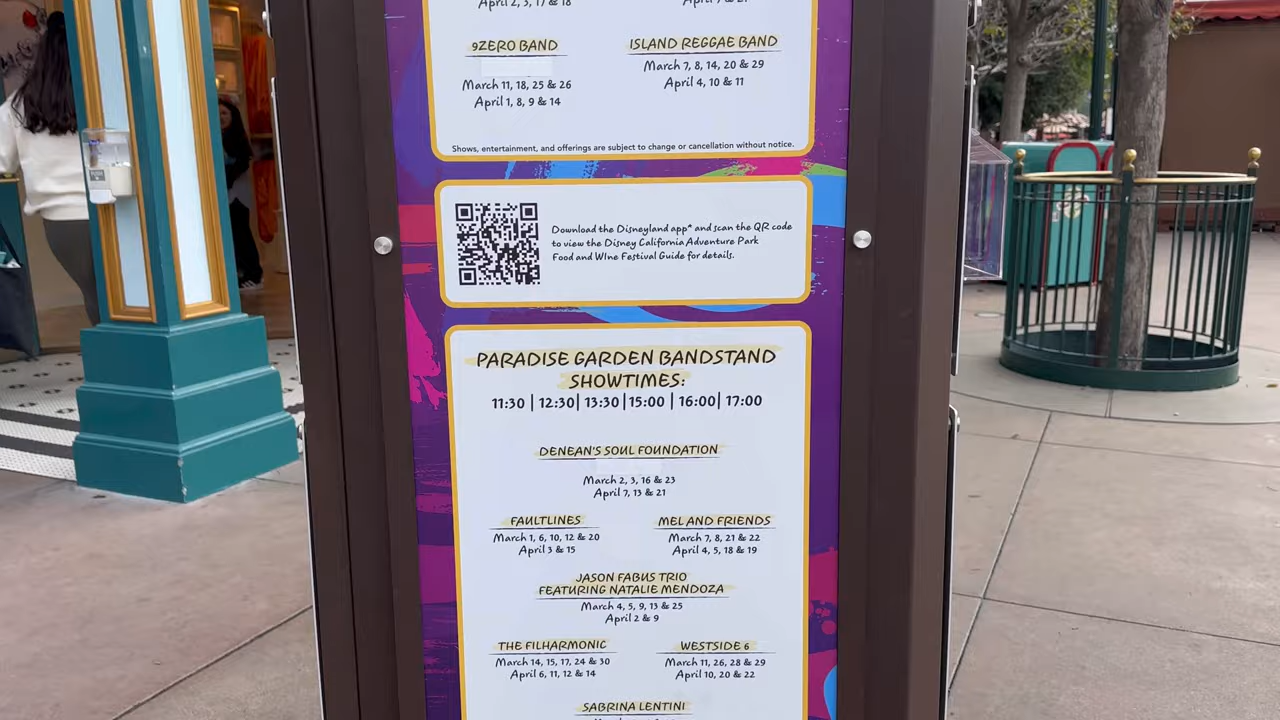 April 2, 3, 17 & 18
9ZERO BAND
March 11, 18, 25 & 26
April 1, 8, 9 & 14
ISLAND REGGAE BAND
March 7, 8, 14, 20 & 29
April 4, 10 & 11
Shows, entertainment, and offerings are subject to change or cancellation without notice.
Download the Disneyland app* and scan the QR code
to view the Disney California Adventure Park
Food and WIne Festival Guide for details.
PARADISE GARDEN BANDSTAND
SHOWTIMES:
11:30 | 12:30| 13:30 |15:00 | 16:00| 17:00
DENEAN'S SOUL FOUNDATION
March 2, 3, 16 & 23
April 7, 13 & 21
FAULTLINES
March 1, 6, 10, 12 & 20
April 3 & 15
MEL AND FRIENDS
March 7, 8, 21 & 22
April 4, 5, 18 & 19
JASON FABUS TRIO
FEATURING NATALIE MENDOZA
March 4, 5, 9, 13 & 25
April 2 & 9
THE FILHARMONIC
March 14, 15, 17, 24 & 30
April 6, 11, 12 & 14
WESTSIDE 6
March 11, 26, 28 & 29
April 10, 20 & 22
SABRINA LENTINI